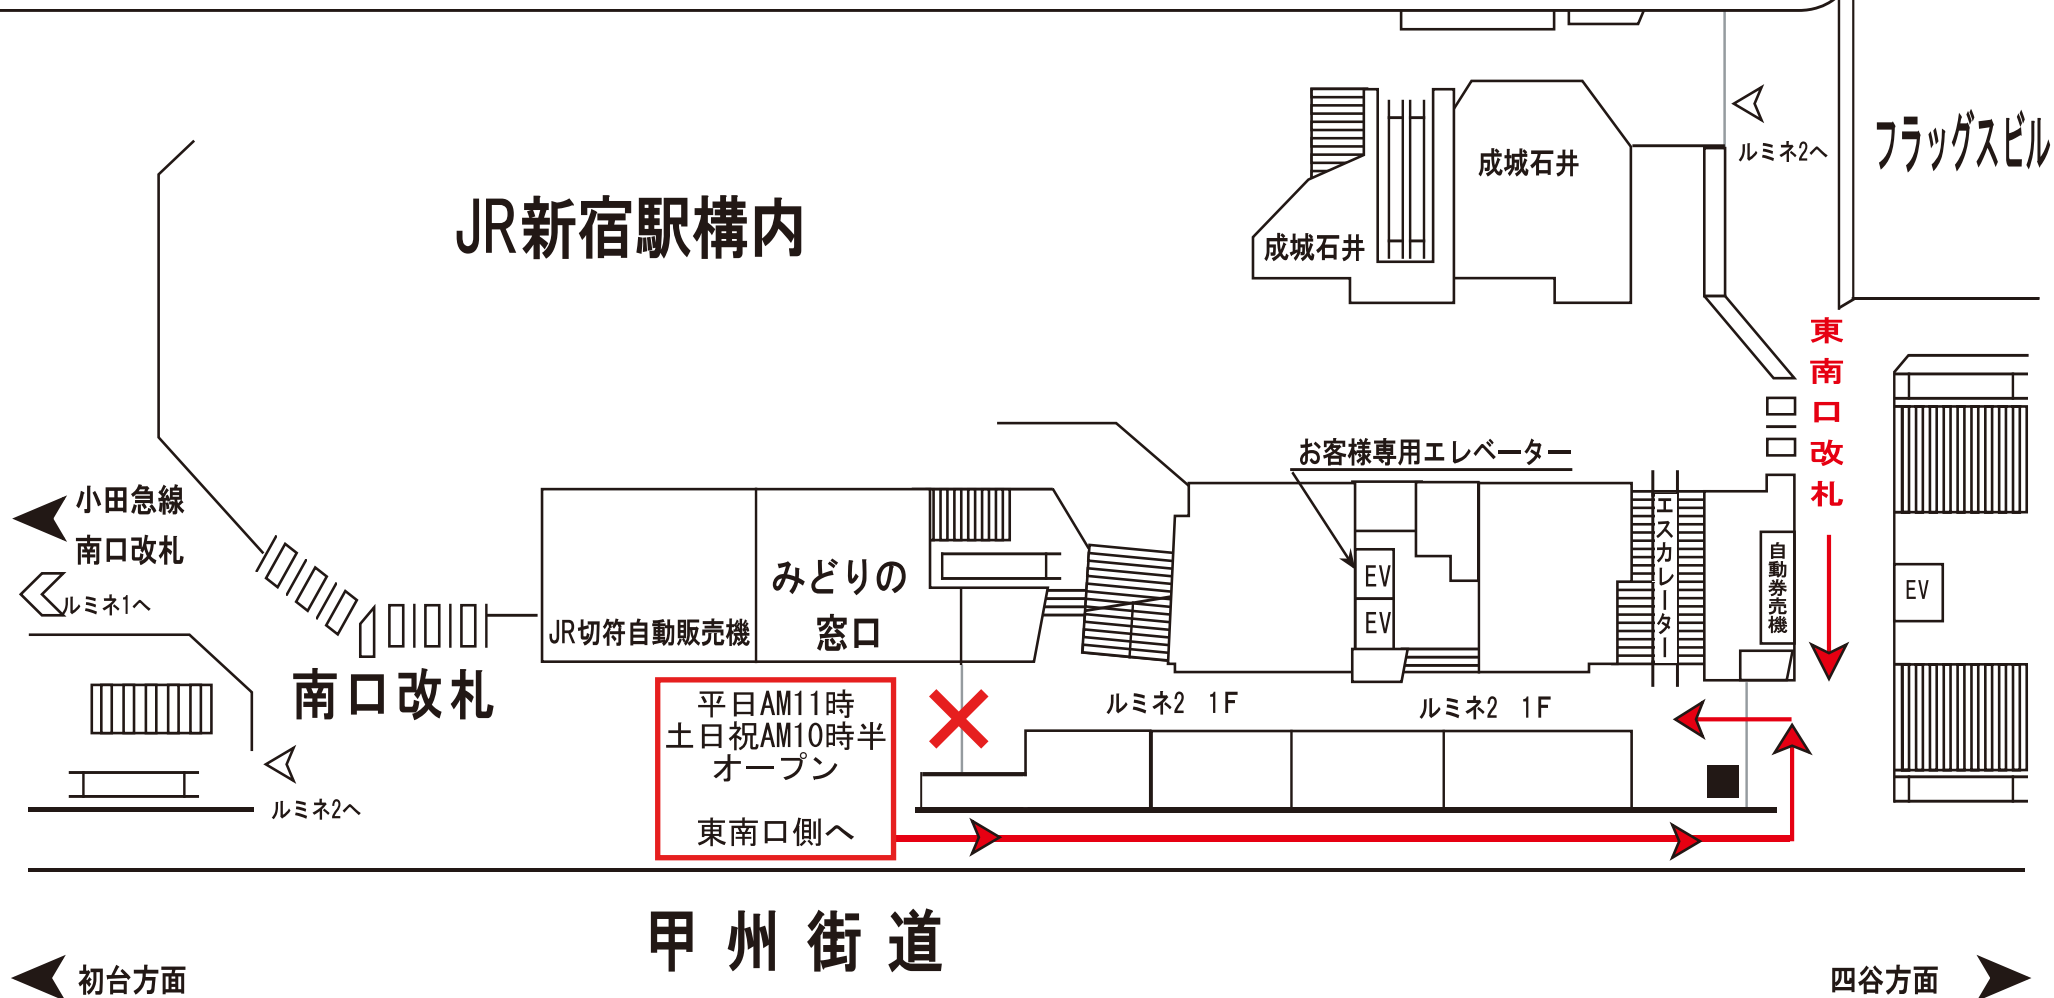 フラッグスビル
ルミネ2へ
成城石井
成城石井
JR新宿駅構内
東南口改札
お客様専用エレベーター
小田急線
南口改札
ルミネ1へ
エスカレーター
自動券売機
みどりの
窓口
JR切符自動販売機
EV
EV
EV
南口改札
平日AM11時
土日祝AM10時半
オープン
東南口側へ
ルミネ2 1F
ルミネ2 1F
ルミネ2へ
甲州街道
初台方面
四谷方面